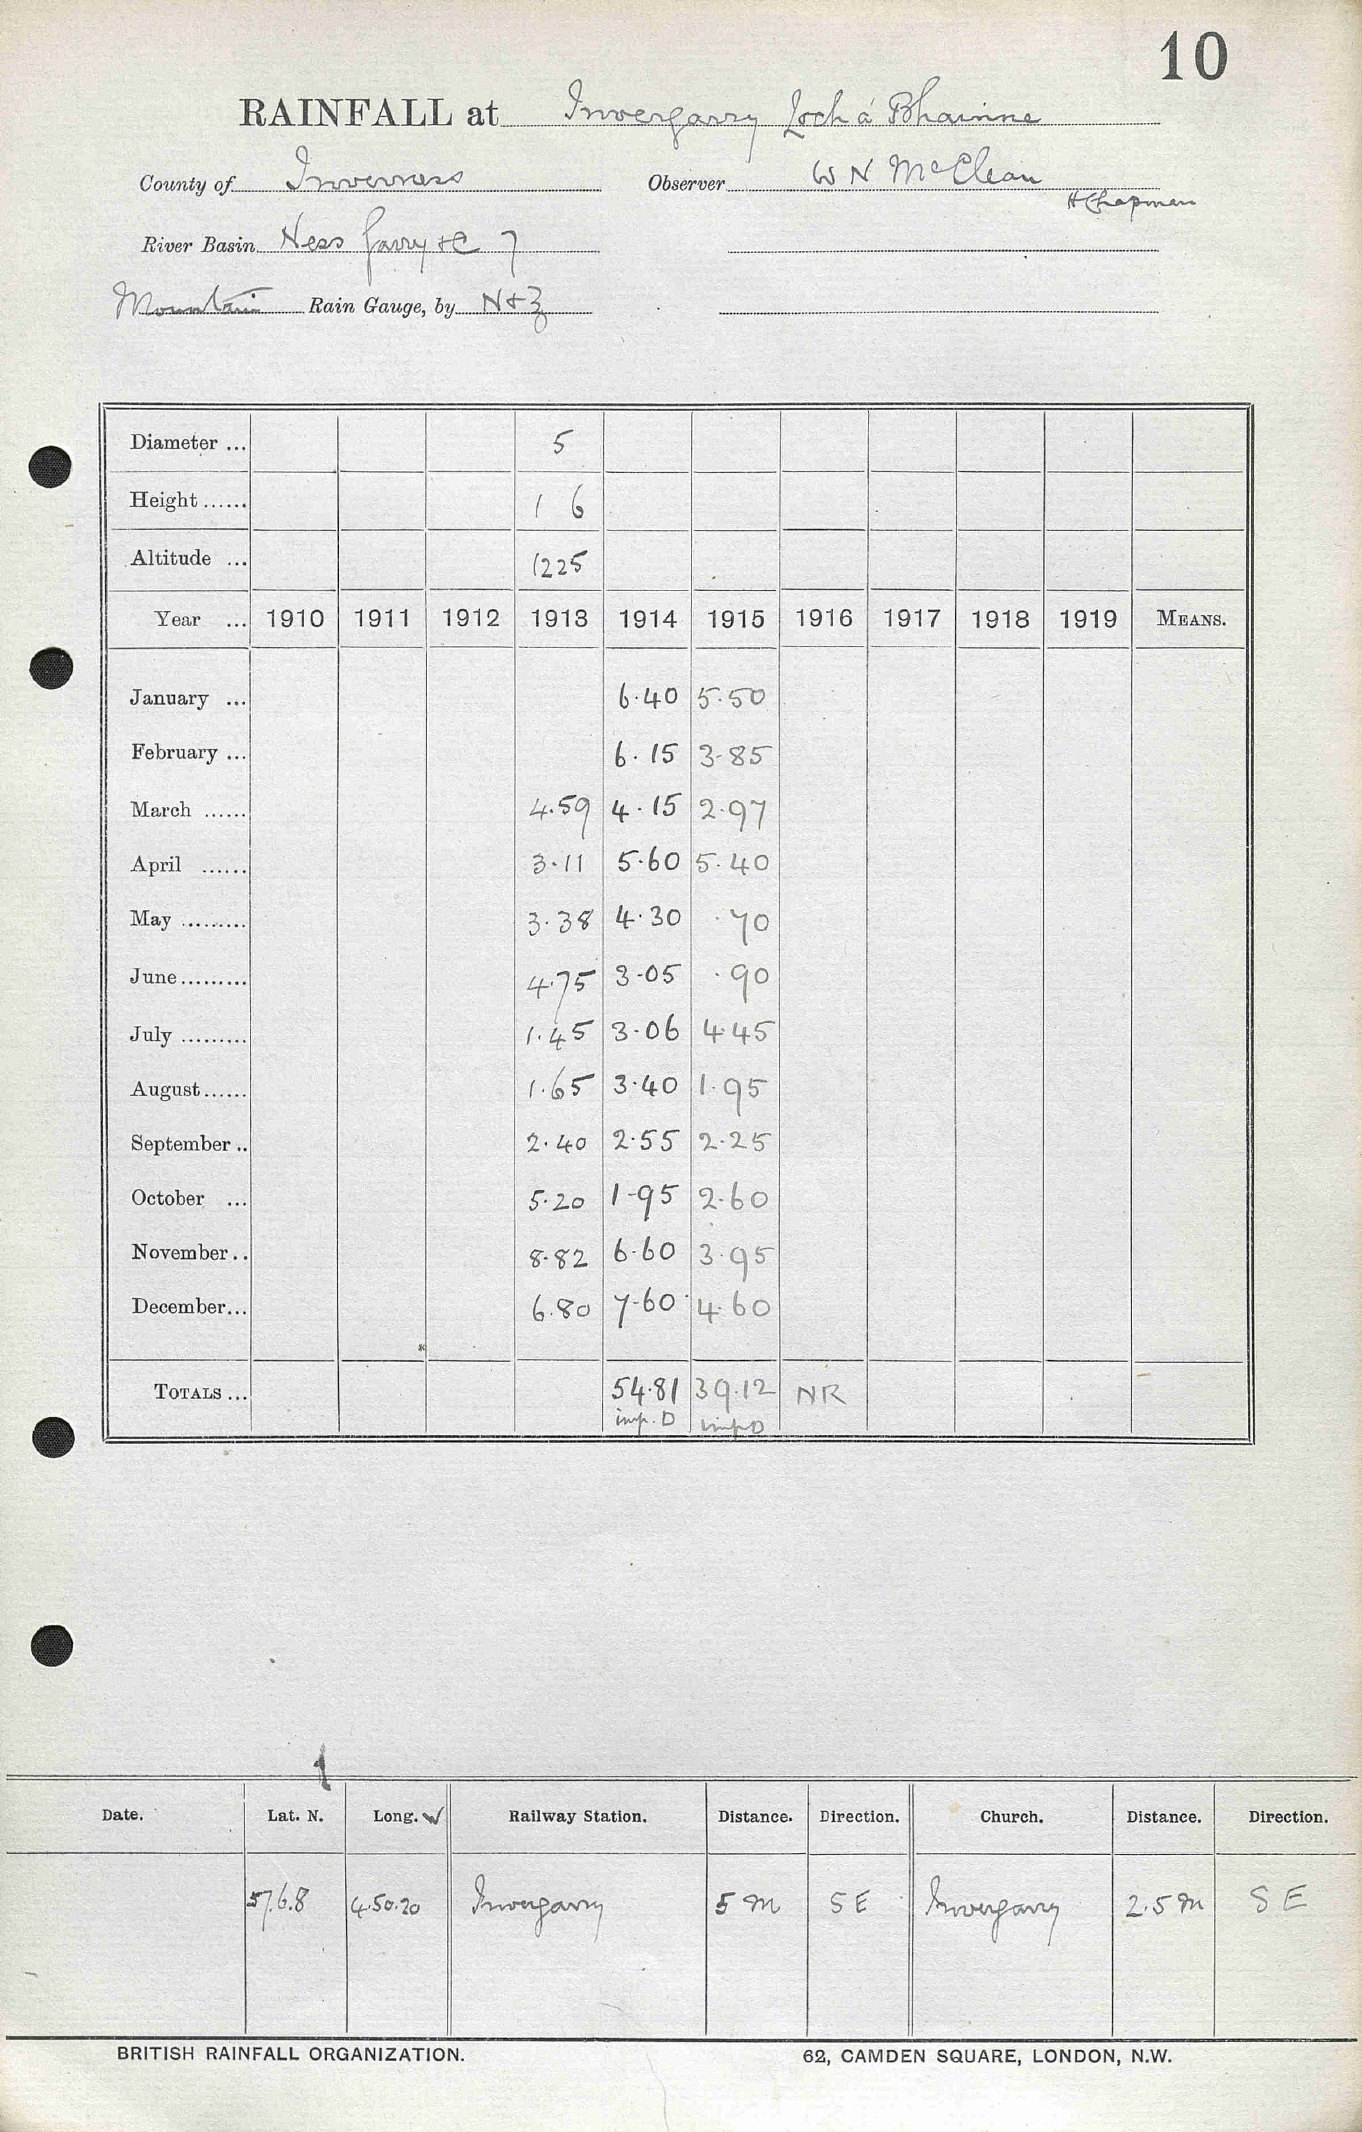 10
RAINFALL at Invergarry Loch á Bhainne
County of Inverness Observer W N McClean
H Chapman
River Basin Ness Garry &c 7
Mountain Rain Gauge, by N & Z
Diameter ... 5
Height ...... 1 6
Altitude ... 1225
Year ... 1910 1911 1912 1913 1914 1915 1916 1917 1918 1919 MEANS.
January ... 6.40 5.50
February ... 6.15 3.85
March ...... 4.59 4.15 2.97
April ...... 3.11 5.60 5.40
May ......... 3.38 4.30 .70
June ......... 4.75 3.05 .90
July ......... 1.45 3.06 4.45
August ...... 1.65 3.40 1.95
September .. 2.40 2.55 2.25
October ... 5.20 1.95 2.60
November .. 8.82 6.60 3.95
December ... 6.80 7.60 4.60
TOTALS ... 54.81 39.12 NR
imp. D imp D
Date. Lat. N. Long. W Railway Station. Distance. Direction. Church. Distance. Direction.
57.6.8 4.50.20 Invergarry 5 m S E Invergarry 2.5 m S E
BRITISH RAINFALL ORGANIZATION. 62, CAMDEN SQUARE, LONDON, N.W.